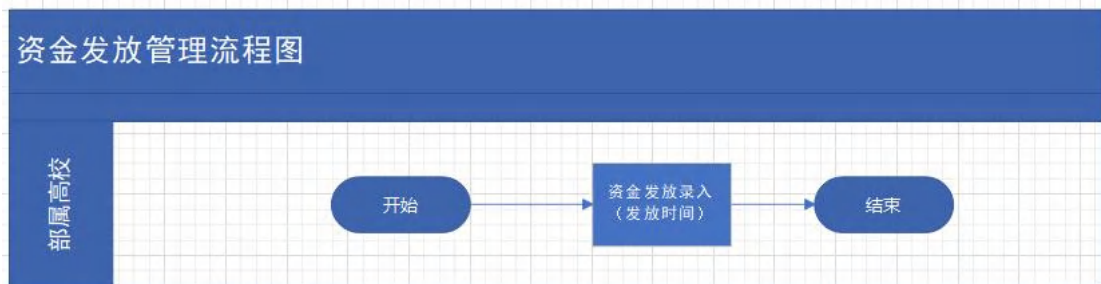 资金发放管理流程图
部属高校
开始
资金发放录入
（发放时间）
结束